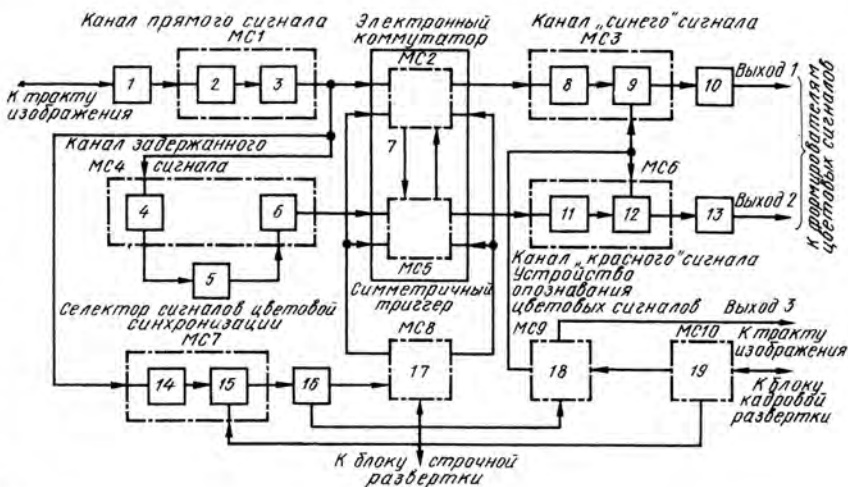 Канал прямого сигнала
МС1
Электронный
коммутатор
МС2
Канал „синего" сигнала
МС3
К тракту
изображения
1
2
3
8
9
10
Выход 1
Канал задержанного
сигнала
МС4
7
МС6
4
6
5
11
12
13
Выход 2
К формирователям
цветовых сигналов
МС5
Симметричный
триггер
МС8
Канал „красного" сигнала
Устройство
опознавания
цветовых сигналов
МС9
Селектор сигналов цветовой
синхронизации
МС7
Выход 3
К тракту
изображения
МС10
14
15
16
17
18
19
К блоку
кадровой
развертки
К блоку строчной
развертки